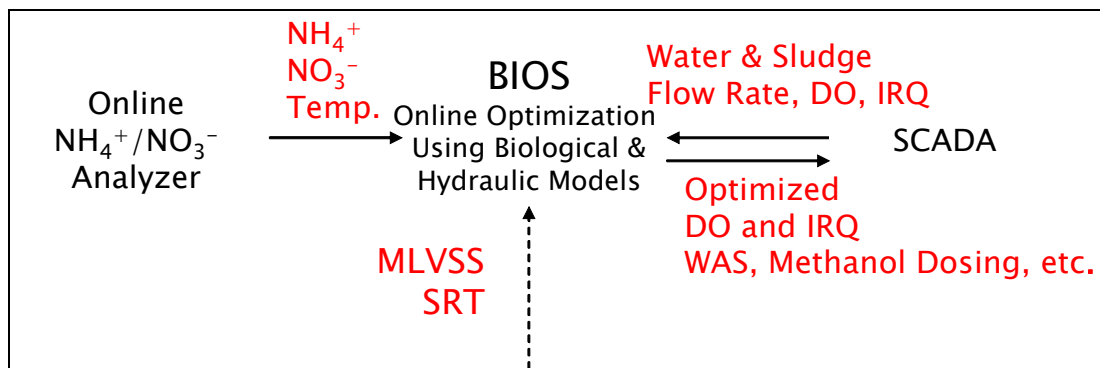 Online
NH₄⁺/NO₃⁻
Analyzer
NH₄⁺
NO₃⁻
Temp.
BIOS
Online Optimization
Using Biological &
Hydraulic Models
Water & Sludge
Flow Rate, DO, IRQ
SCADA
Optimized
DO and IRQ
WAS, Methanol Dosing, etc.
MLVSS
SRT